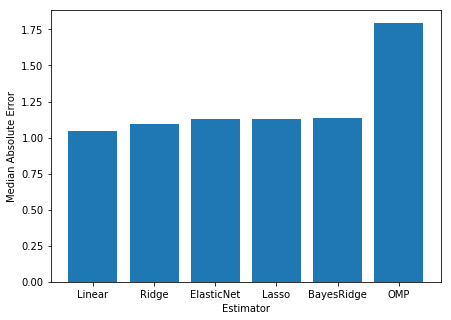 Median Absolute Error
1.75
1.50
1.25
1.00
0.75
0.50
0.25
0.00
Linear Ridge ElasticNet Lasso BayesRidge OMP
Estimator